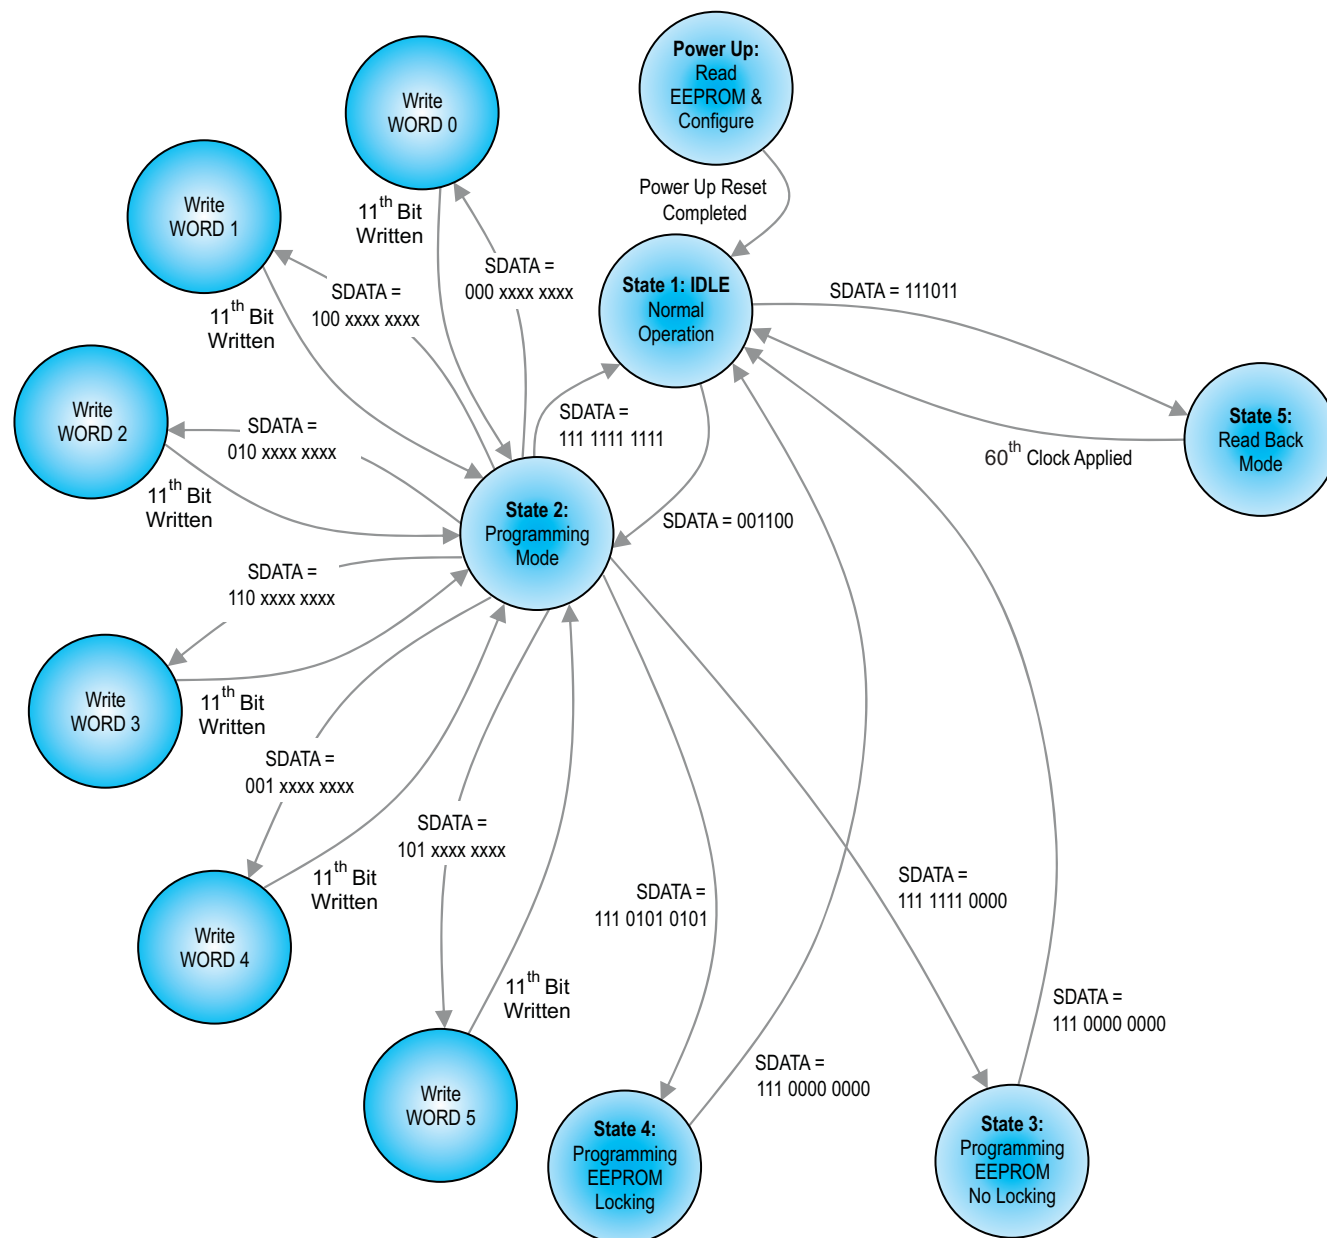 Power Up:
Read
EEPROM &
Configure
Write
WORD 0
Power Up Reset
Completed
Write
WORD 1
11th Bit
Written
SDATA =
000 xxxx xxxx
State 1: IDLE
Normal
Operation
SDATA = 111011
SDATA =
100 xxxx xxxx
11th Bit
Written
Write
WORD 2
SDATA =
010 xxxx xxxx
SDATA =
111 1111 1111
State 5:
Read Back
Mode
60th Clock Applied
11th Bit
Written
State 2:
Programming
Mode
SDATA = 001100
SDATA =
110 xxxx xxxx
Write
WORD 3
11th Bit
Written
SDATA =
001 xxxx xxxx
SDATA =
101 xxxx xxxx
11th Bit
Written
SDATA =
111 0101 0101
SDATA =
111 1111 0000
Write
WORD 4
11th Bit
Written
SDATA =
111 0000 0000
SDATA =
111 0000 0000
Write
WORD 5
State 4:
Programming
EEPROM
Locking
State 3:
Programming
EEPROM
No Locking